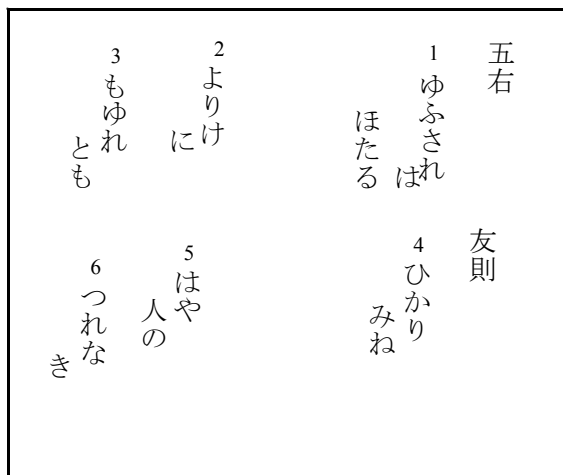 五右
友則
1 ゆふされ
は
ほたる
2 よりけ
に
3 もゆれ
とも
4 ひかり
みね
5 はや
人の
6 つれな
き